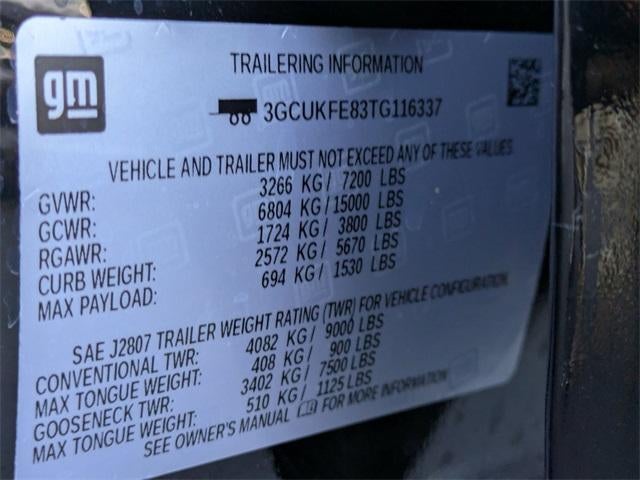 gm
TRAILERING INFORMATION
3GCUKFE83TG116337
VEHICLE AND TRAILER MUST NOT EXCEED ANY OF THESE VALUES
GVWR: 3266 KG / 7200 LBS
GCWR: 6804 KG / 15000 LBS
RGAWR: 1724 KG / 3800 LBS
CURB WEIGHT: 2572 KG / 5670 LBS
MAX PAYLOAD: 694 KG / 1530 LBS
SAE J2807 TRAILER WEIGHT RATING (TWR) FOR VEHICLE CONFIGURATION.
CONVENTIONAL TWR: 4082 KG / 9000 LBS
MAX TONGUE WEIGHT: 408 KG / 900 LBS
GOOSENECK TWR: 3402 KG / 7500 LBS
MAX TONGUE WEIGHT: 510 KG / 1125 LBS
SEE OWNER'S MANUAL FOR MORE INFORMATION